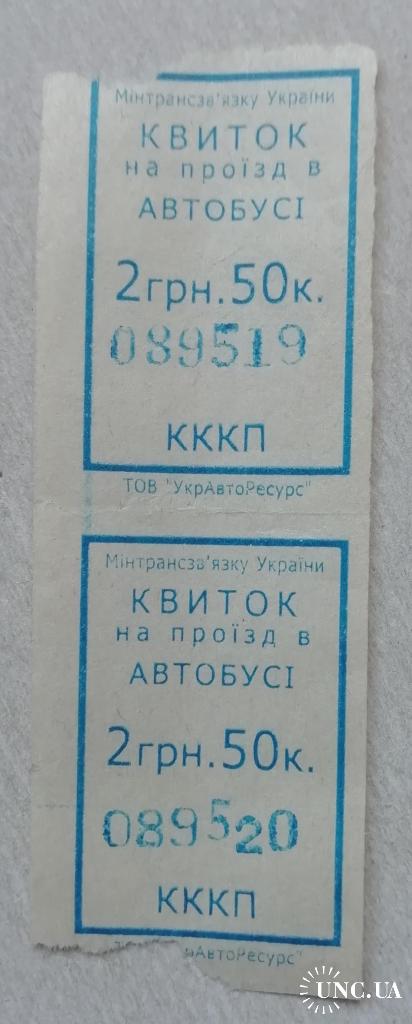 Мінтрансзв'язку України
КВИТОК
на проїзд в
АВТОБУСІ
2грн.50к.
089519
КККП
ТОВ "УкрАвтоРесурс"
Мінтрансзв'язку України
КВИТОК
на проїзд в
АВТОБУСІ
2грн.50к.
089520
КККП
UNC.UA